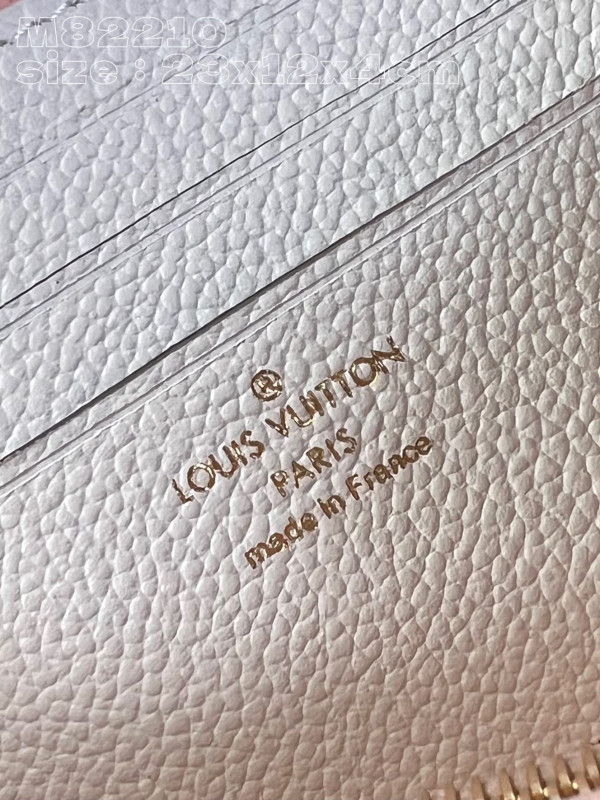 M82210
size : 23x12x4cm
LOUIS VUITTON
PARIS
made in France